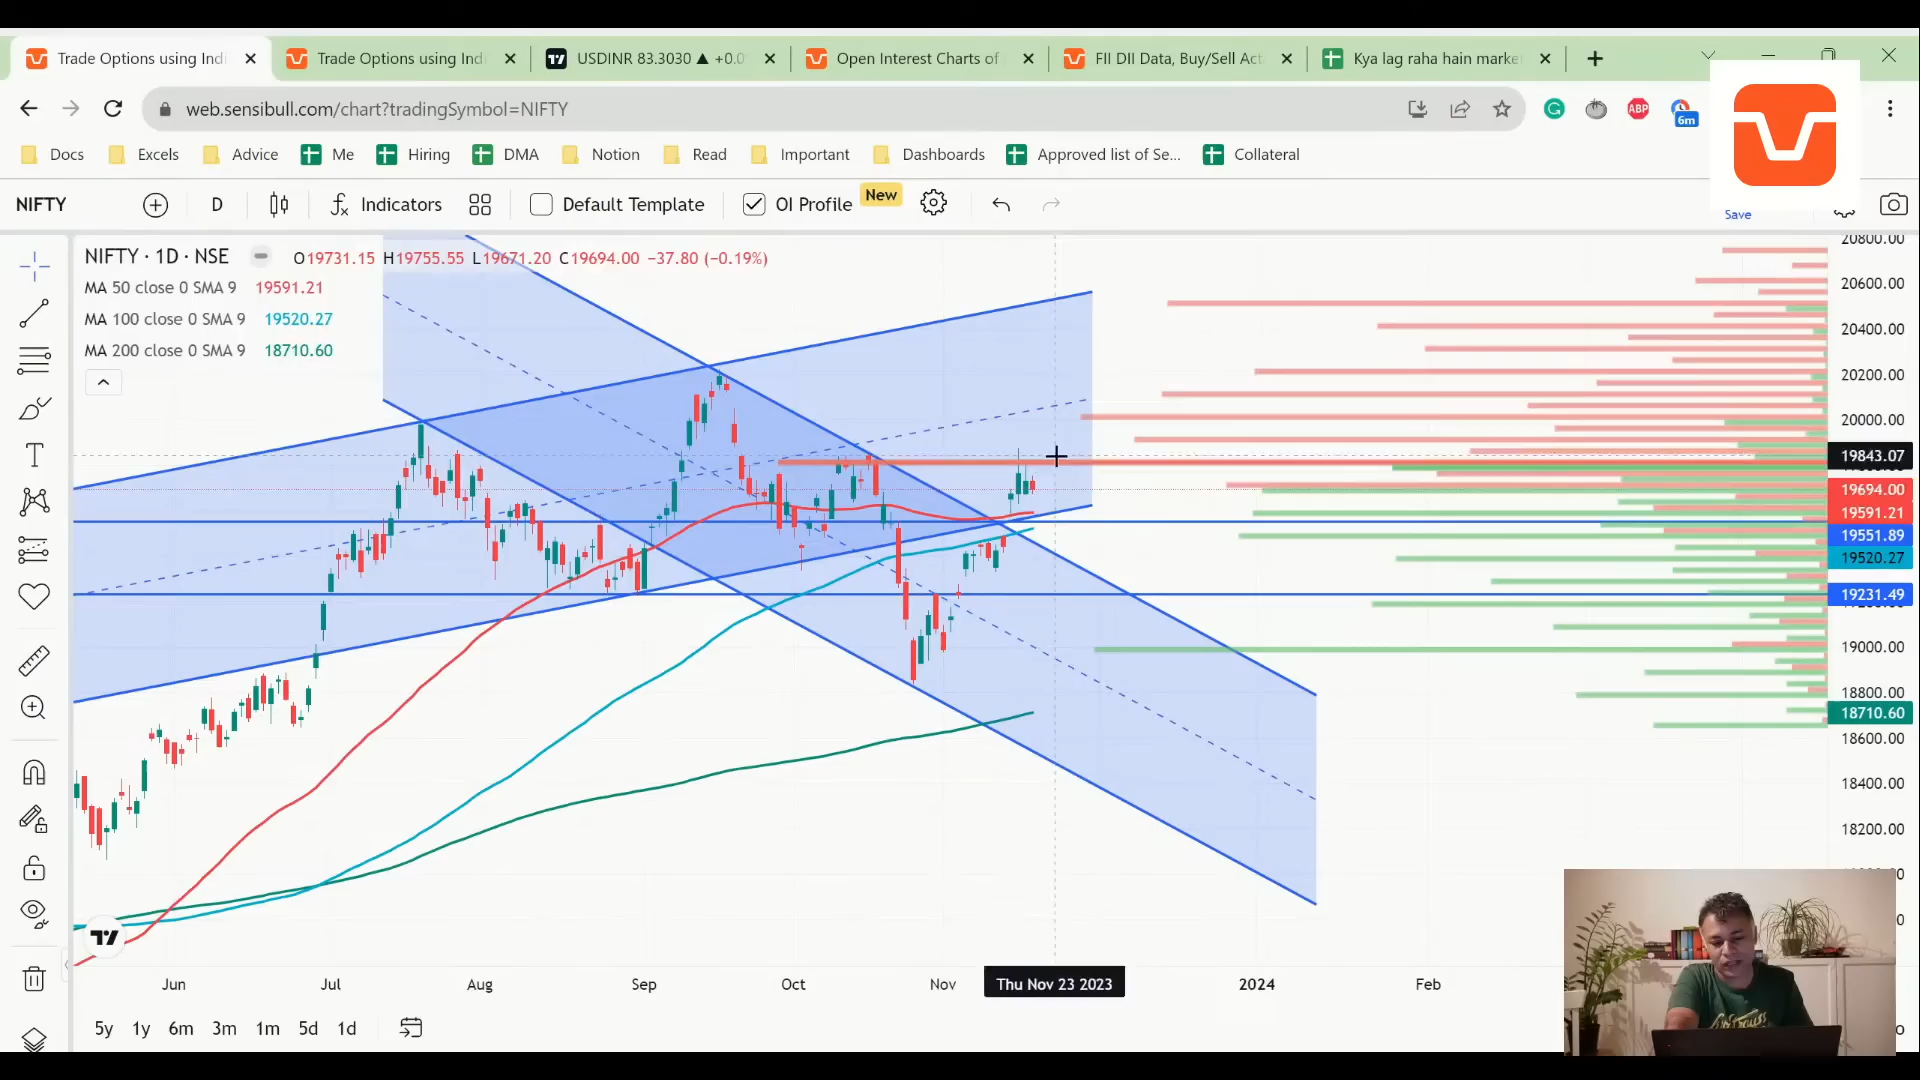 Trade Options using Indi
Trade Options using Indi
USDINR 83.3030 ▲ +0.0
Open Interest Charts of
FII DII Data, Buy/Sell Act
Kya lag raha hain marke
web.sensibull.com/chart?tradingSymbol=NIFTY
ABP
6m
Docs
Excels
Advice
Me
Hiring
DMA
Notion
Read
Important
Dashboards
Approved list of Se...
Collateral
NIFTY
D
Indicators
Default Template
OI Profile
New
Save
NIFTY · 1D · NSE
O19731.15 H19755.55 L19671.20 C19694.00 −37.80 (−0.19%)
MA 50 close 0 SMA 9 19591.21
MA 100 close 0 SMA 9 19520.27
MA 200 close 0 SMA 9 18710.60
20800.00
20600.00
20400.00
20200.00
20000.00
19843.07
19694.00
19591.21
19551.89
19520.27
19231.49
19000.00
18800.00
18710.60
18600.00
18400.00
18200.00
Jun
Jul
Aug
Sep
Oct
Nov
Thu Nov 23 2023
2024
Feb
5y
1y
6m
3m
1m
5d
1d